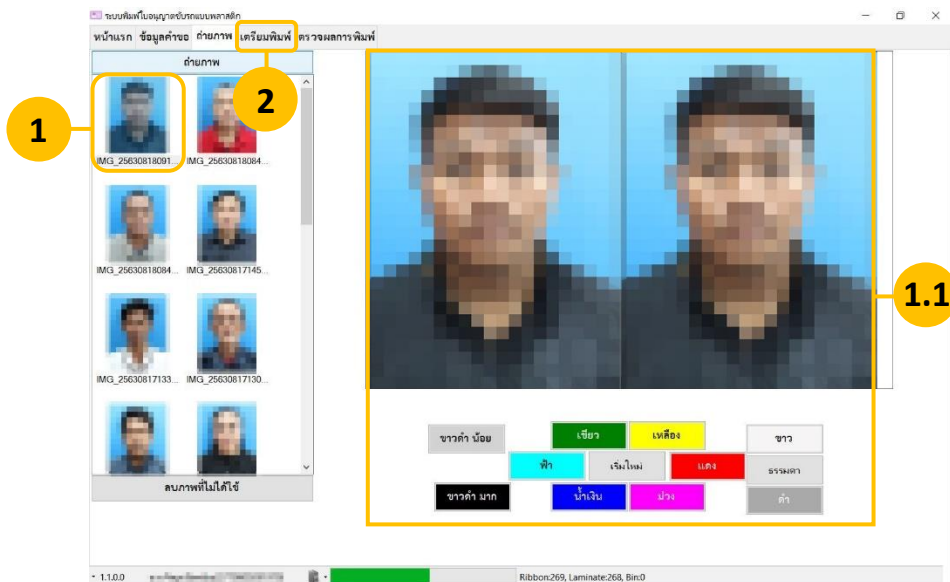 ระบบพิมพ์ใบอนุญาตขับรถแบบพลาสติก
หน้าแรก ข้อมูลคำขอ ถ่ายภาพ เตรียมพิมพ์ ตรวจผลการพิมพ์
ถ่ายภาพ
1
2
IMG_25630818091... IMG_25630818084...
IMG_25630818084... IMG_25630817145...
IMG_25630817133... IMG_25630817130...
ลบภาพที่ไม่ได้ใช้
1.1
ขาวดำ น้อย เขียว เหลือง ขาว
ฟ้า เริ่มใหม่ แดง ธรรมดา
ขาวดำ มาก น้ำเงิน ม่วง ดำ
1.1.0.0
Ribbon:269, Laminate:268, Bin:0